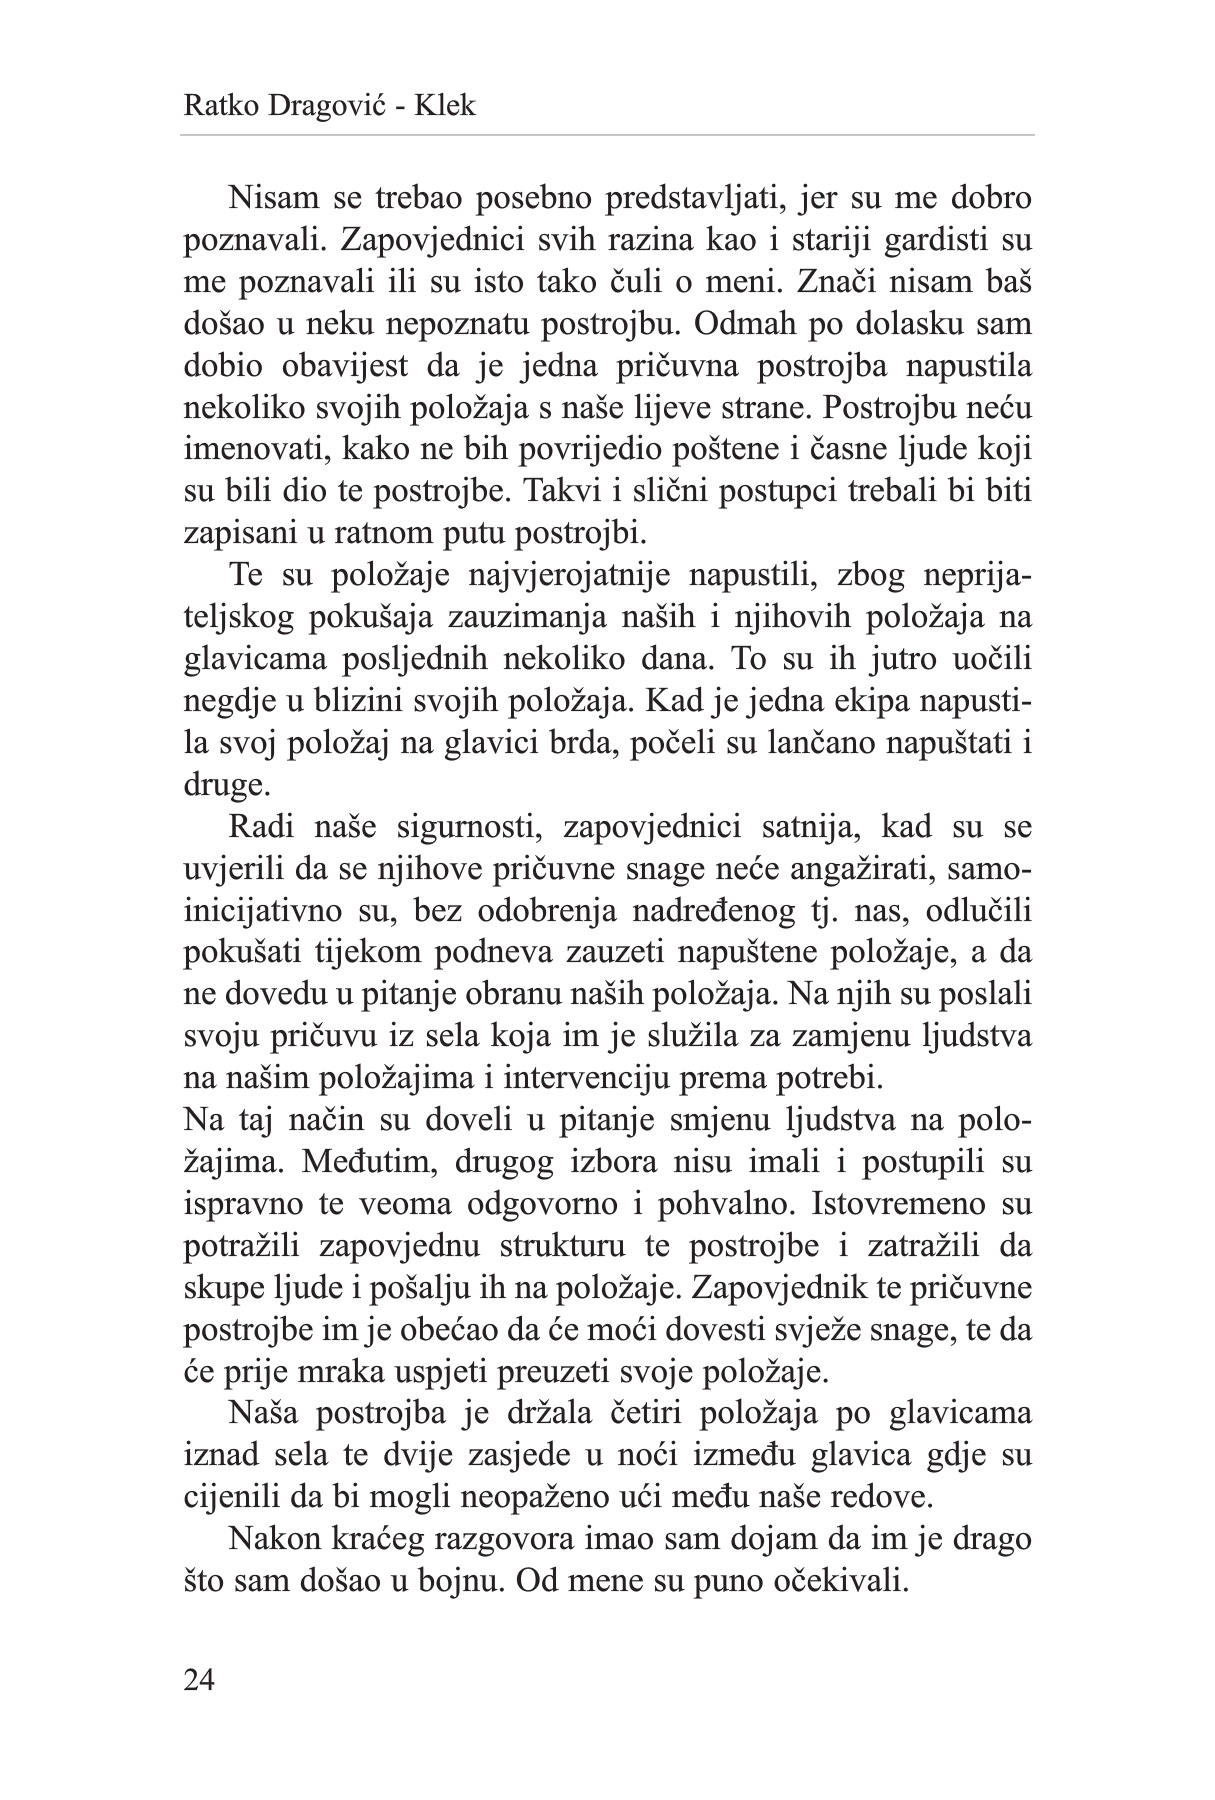 Ratko Dragović - Klek
Nisam se trebao posebno predstavljati, jer su me dobro
poznavali. Zapovjednici svih razina kao i stariji gardisti su
me poznavali ili su isto tako čuli o meni. Znači nisam baš
došao u neku nepoznatu postrojbu. Odmah po dolasku sam
dobio obavijest da je jedna pričuvna postrojba napustila
nekoliko svojih položaja s naše lijeve strane. Postrojbu neću
imenovati, kako ne bih povrijedio poštene i časne ljude koji
su bili dio te postrojbe. Takvi i slični postupci trebali bi biti
zapisani u ratnom putu postrojbi.
Te su položaje najvjerojatnije napustili, zbog neprija-
teljskog pokušaja zauzimanja naših i njihovih položaja na
glavicama posljednih nekoliko dana. To su ih jutro uočili
negdje u blizini svojih položaja. Kad je jedna ekipa napusti-
la svoj položaj na glavici brda, počeli su lančano napuštati i
druge.
Radi naše sigurnosti, zapovjednici satnija, kad su se
uvjerili da se njihove pričuvne snage neće angažirati, samo-
inicijativno su, bez odobrenja nadređenog tj. nas, odlučili
pokušati tijekom podneva zauzeti napuštene položaje, a da
ne dovedu u pitanje obranu naših položaja. Na njih su poslali
svoju pričuvu iz sela koja im je služila za zamjenu ljudstva
na našim položajima i intervenciju prema potrebi.
Na taj način su doveli u pitanje smjenu ljudstva na polo-
žajima. Međutim, drugog izbora nisu imali i postupili su
ispravno te veoma odgovorno i pohvalno. Istovremeno su
potražili zapovjednu strukturu te postrojbe i zatražili da
skupe ljude i pošalju ih na položaje. Zapovjednik te pričuvne
postrojbe im je obećao da će moći dovesti svježe snage, te da
će prije mraka uspjeti preuzeti svoje položaje.
Naša postrojba je držala četiri položaja po glavicama
iznad sela te dvije zasjede u noći između glavica gdje su
cijenili da bi mogli neopaženo ući među naše redove.
Nakon kraćeg razgovora imao sam dojam da im je drago
što sam došao u bojnu. Od mene su puno očekivali.
24